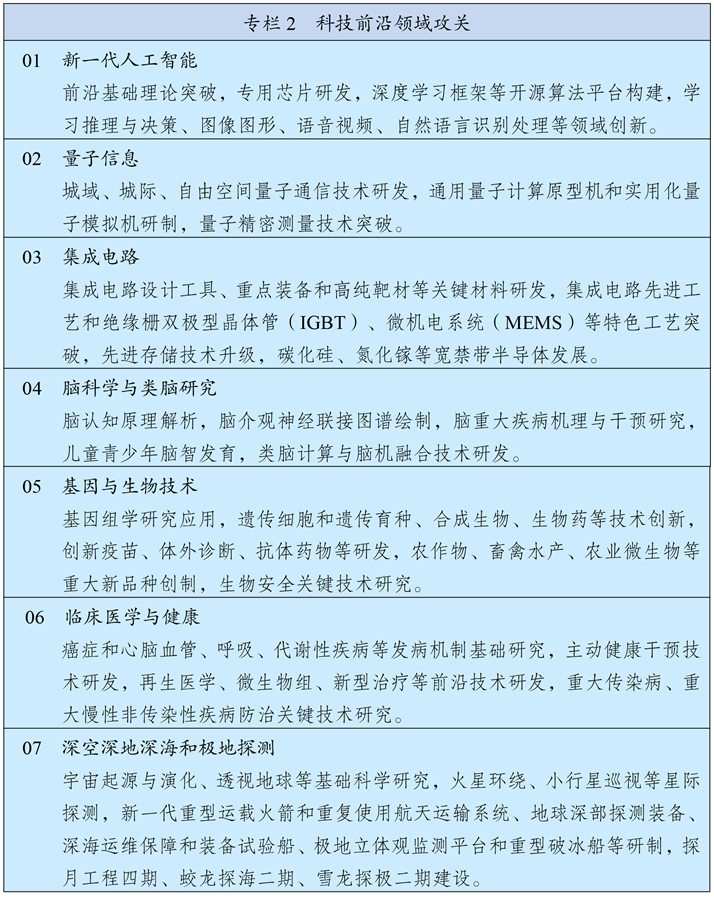 专栏2 科技前沿领域攻关
01 新一代人工智能
前沿基础理论突破，专用芯片研发，深度学习框架等开源算法平台构建，学
习推理与决策、图像图形、语音视频、自然语言识别处理等领域创新。
02 量子信息
城域、城际、自由空间量子通信技术研发，通用量子计算原型机和实用化量
子模拟机研制，量子精密测量技术突破。
03 集成电路
集成电路设计工具、重点装备和高纯靶材等关键材料研发，集成电路先进工
艺和绝缘栅双极型晶体管（IGBT）、微机电系统（MEMS）等特色工艺突
破，先进存储技术升级，碳化硅、氮化镓等宽禁带半导体发展。
04 脑科学与类脑研究
脑认知原理解析，脑介观神经联接图谱绘制，脑重大疾病机理与干预研究，
儿童青少年脑智发育，类脑计算与脑机融合技术研发。
05 基因与生物技术
基因组学研究应用，遗传细胞和遗传育种、合成生物、生物药等技术创新，
创新疫苗、体外诊断、抗体药物等研发，农作物、畜禽水产、农业微生物等
重大新品种创制，生物安全关键技术研究。
06 临床医学与健康
癌症和心脑血管、呼吸、代谢性疾病等发病机制基础研究，主动健康干预技
术研发，再生医学、微生物组、新型治疗等前沿技术研发，重大传染病、重
大慢性非传染性疾病防治关键技术研究。
07 深空深地深海和极地探测
宇宙起源与演化、透视地球等基础科学研究，火星环绕、小行星巡视等星际
探测，新一代重型运载火箭和重复使用航天运输系统、地球深部探测装备、
深海运维保障和装备试验船、极地立体观监测平台和重型破冰船等研制，探
月工程四期、蛟龙探海二期、雪龙探极二期建设。